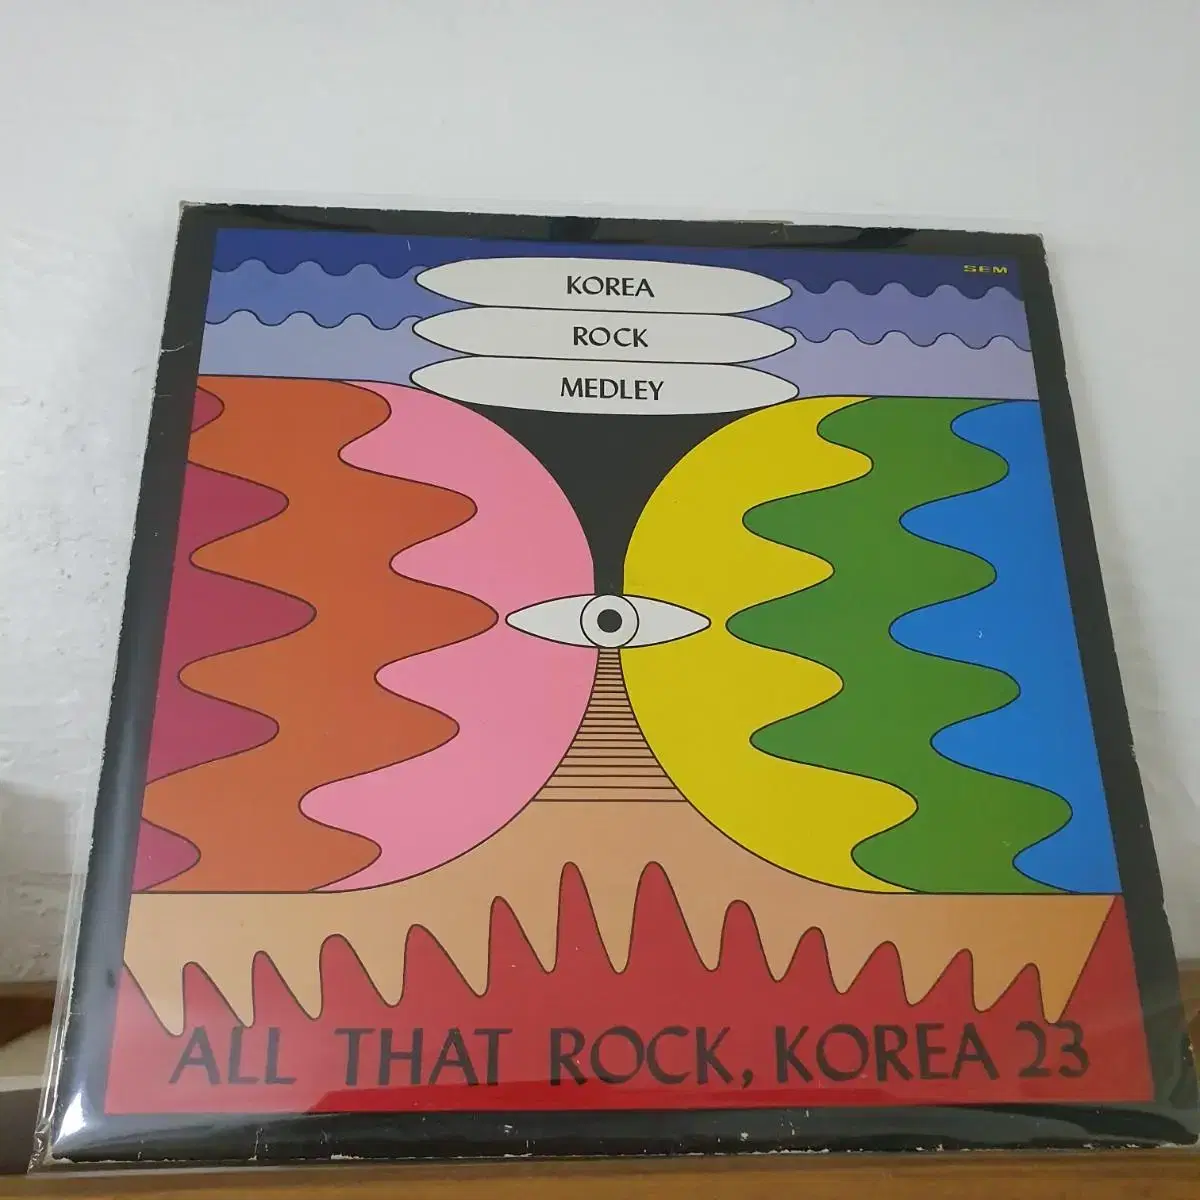 SEM
KOREA
ROCK
MEDLEY
ALL THAT ROCK, KOREA 23